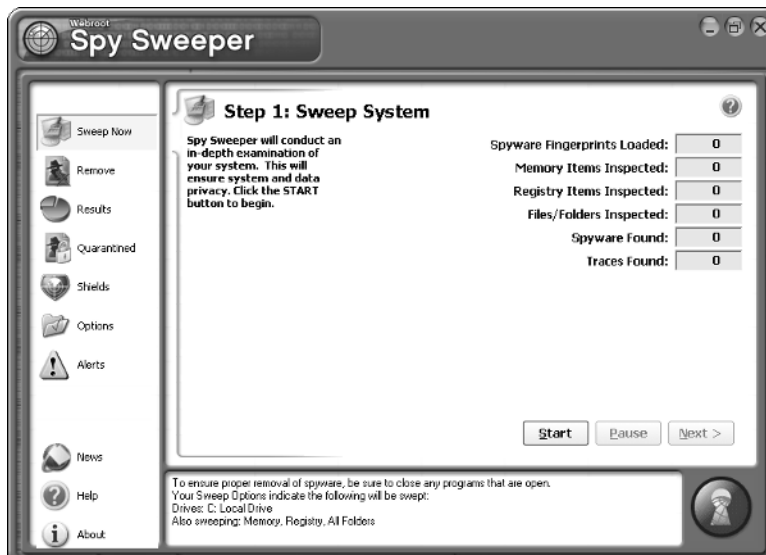 Webroot
Spy Sweeper
Sweep Now
Remove
Results
Quarantined
Shields
Options
Alerts
News
Help
About
Step 1: Sweep System
Spy Sweeper will conduct an
in-depth examination of
your system. This will
ensure system and data
privacy. Click the START
button to begin.
Spyware Fingerprints Loaded: 0
Memory Items Inspected: 0
Registry Items Inspected: 0
Files/Folders Inspected: 0
Spyware Found: 0
Traces Found: 0
Start Pause Next >
To ensure proper removal of spyware, be sure to close any programs that are open.
Your Sweep Options indicate the following will be swept:
Drives: C: Local Drive
Also sweeping: Memory, Registry, All Folders